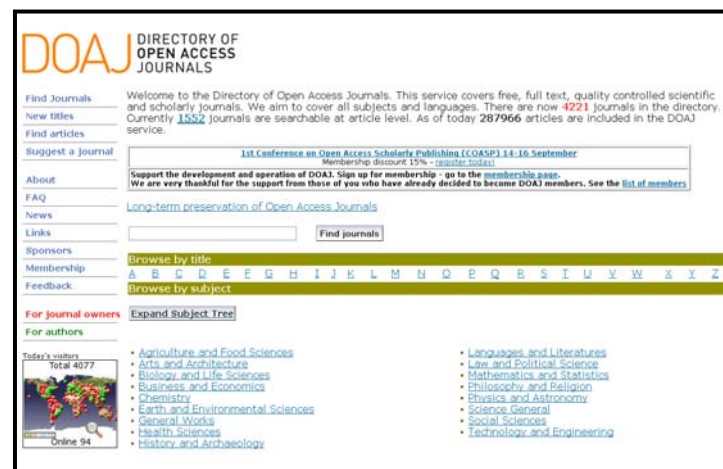 DOAJ DIRECTORY OF
OPEN ACCESS
JOURNALS
Find Journals
New titles
Find articles
Suggest a journal
About
FAQ
News
Links
Sponsors
Membership
Feedback
For journal owners
For authors
Today's visitors
Total 4077
Online 94
Welcome to the Directory of Open Access Journals. This service covers free, full text, quality controlled scientific
and scholarly journals. We aim to cover all subjects and languages. There are now 4221 journals in the directory.
Currently 1552 journals are searchable at article level. As of today 287966 articles are included in the DOAJ
service.
1st Conference on Open Access Scholarly Publishing (COASP) 14-16 September
Membership discount 15% - register today!
Support the development and operation of DOAJ. Sign up for membership - go to the membership page.
We are very thankful for the support from those of you who have already decided to become DOAJ members. See the list of members
Long-term preservation of Open Access Journals
Find journals
Browse by title
A B C D E F G H I J K L M N O P Q R S T U V W X Y Z
Browse by subject
Expand Subject Tree
Agriculture and Food Sciences
Arts and Architecture
Biology and Life Sciences
Business and Economics
Chemistry
Earth and Environmental Sciences
General Works
Health Sciences
History and Archaeology
Languages and Literatures
Law and Political Science
Mathematics and Statistics
Philosophy and Religion
Physics and Astronomy
Science General
Social Sciences
Technology and Engineering